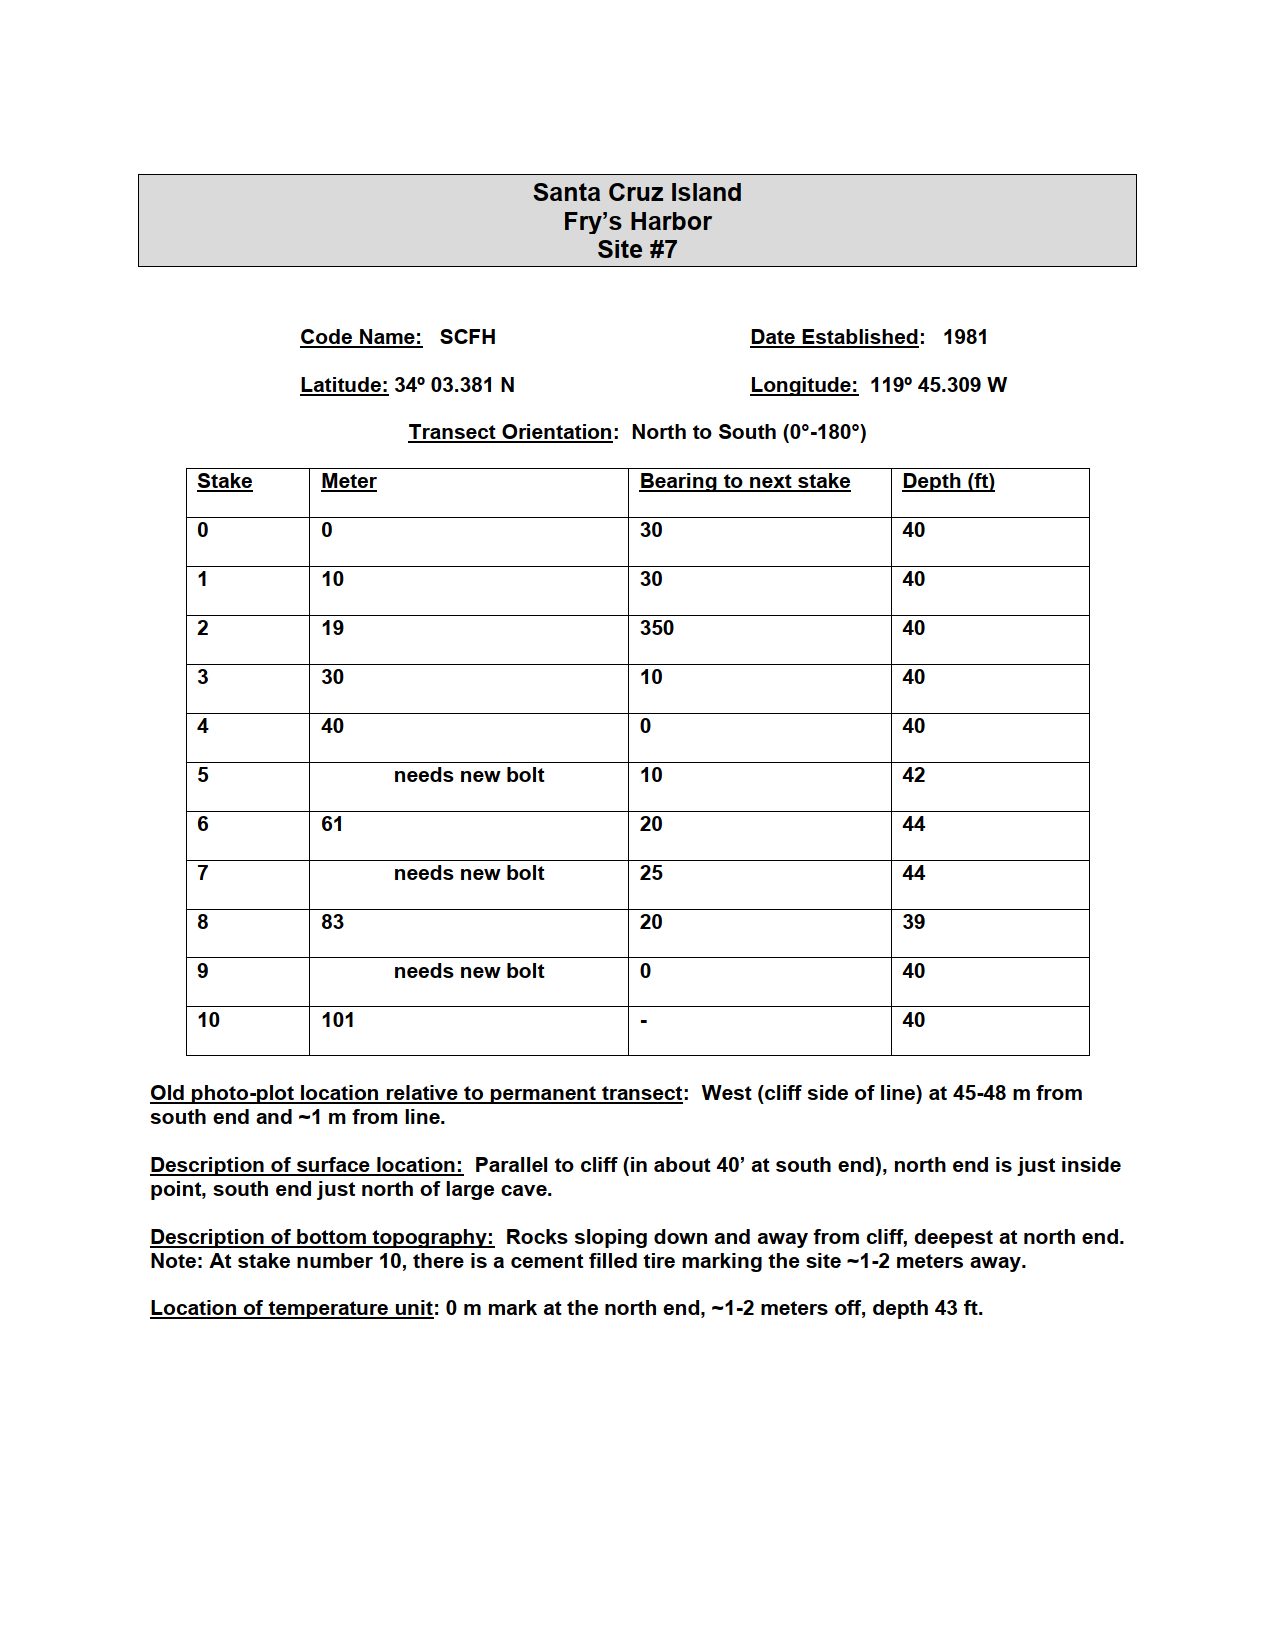 Santa Cruz Island
Fry’s Harbor
Site #7
Code Name: SCFH Date Established: 1981
Latitude: 34º 03.381 N Longitude: 119º 45.309 W
Transect Orientation: North to South (0°-180°)
Stake Meter Bearing to next stake Depth (ft)
0 0 30 40
1 10 30 40
2 19 350 40
3 30 10 40
4 40 0 40
5 needs new bolt 10 42
6 61 20 44
7 needs new bolt 25 44
8 83 20 39
9 needs new bolt 0 40
10 101 - 40
Old photo-plot location relative to permanent transect: West (cliff side of line) at 45-48 m from
south end and ~1 m from line.
Description of surface location: Parallel to cliff (in about 40’ at south end), north end is just inside
point, south end just north of large cave.
Description of bottom topography: Rocks sloping down and away from cliff, deepest at north end.
Note: At stake number 10, there is a cement filled tire marking the site ~1-2 meters away.
Location of temperature unit: 0 m mark at the north end, ~1-2 meters off, depth 43 ft.